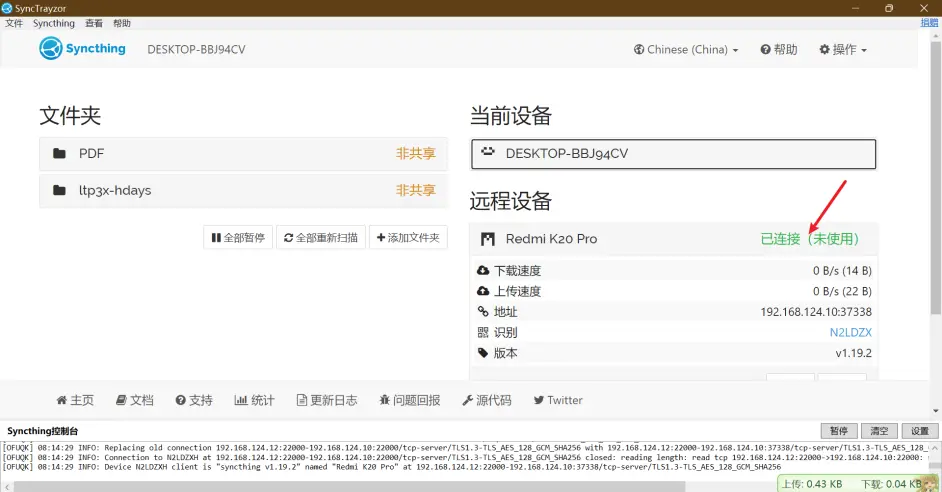 SyncTrayzor
文件 Syncthing 查看 帮助 捐赠
Syncthing DESKTOP-BBJ94CV Chinese (China) 帮助 操作
文件夹
PDF 非共享
ltp3x-hdays 非共享
全部暂停 全部重新扫描 添加文件夹
当前设备
DESKTOP-BBJ94CV
远程设备
Redmi K20 Pro 已连接（未使用）
下载速度 0 B/s (14 B)
上传速度 0 B/s (22 B)
地址 192.168.124.10:37338
识别 N2LDZX
版本 v1.19.2
主页 文档 支持 统计 更新日志 问题回报 源代码 Twitter
Syncthing控制台 暂停 清空 设置
[OFUQK] 08:14:29 INFO: Replacing old connection 192.168.124.12:22000-192.168.124.10:22000/tcp-server/TLS1.3-TLS_AES_128_GCM_SHA256 with 192.168.124.12:22000-192.168.124.10:37338/tcp-server/TLS1.3-TLS_AES_128_
[OFUQK] 08:14:29 INFO: Connection to N2LDZXH at 192.168.124.12:22000-192.168.124.10:22000/tcp-server/TLS1.3-TLS_AES_128_GCM_SHA256 closed: reading length: read tcp 192.168.124.12:22000->192.168.124.10:22000:
[OFUQK] 08:14:29 INFO: Device N2LDZXH client is "syncthing v1.19.2" named "Redmi K20 Pro" at 192.168.124.12:22000-192.168.124.10:37338/tcp-server/TLS1.3-TLS_AES_128_GCM_SHA256
上传: 0.43 KB 下载: 0.04 KB